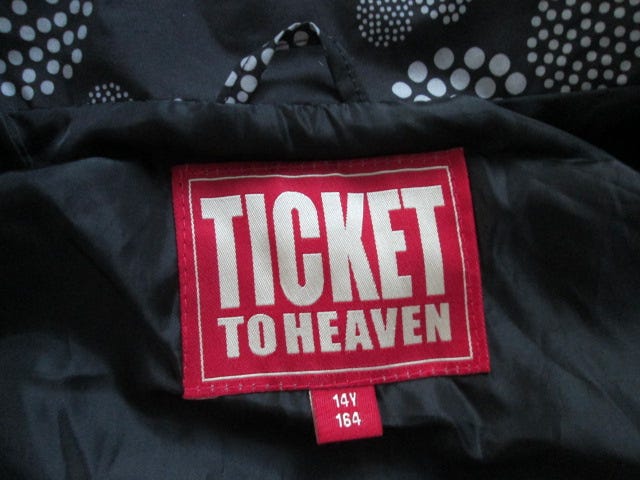 TICKET
TO HEAVEN
14Y
164